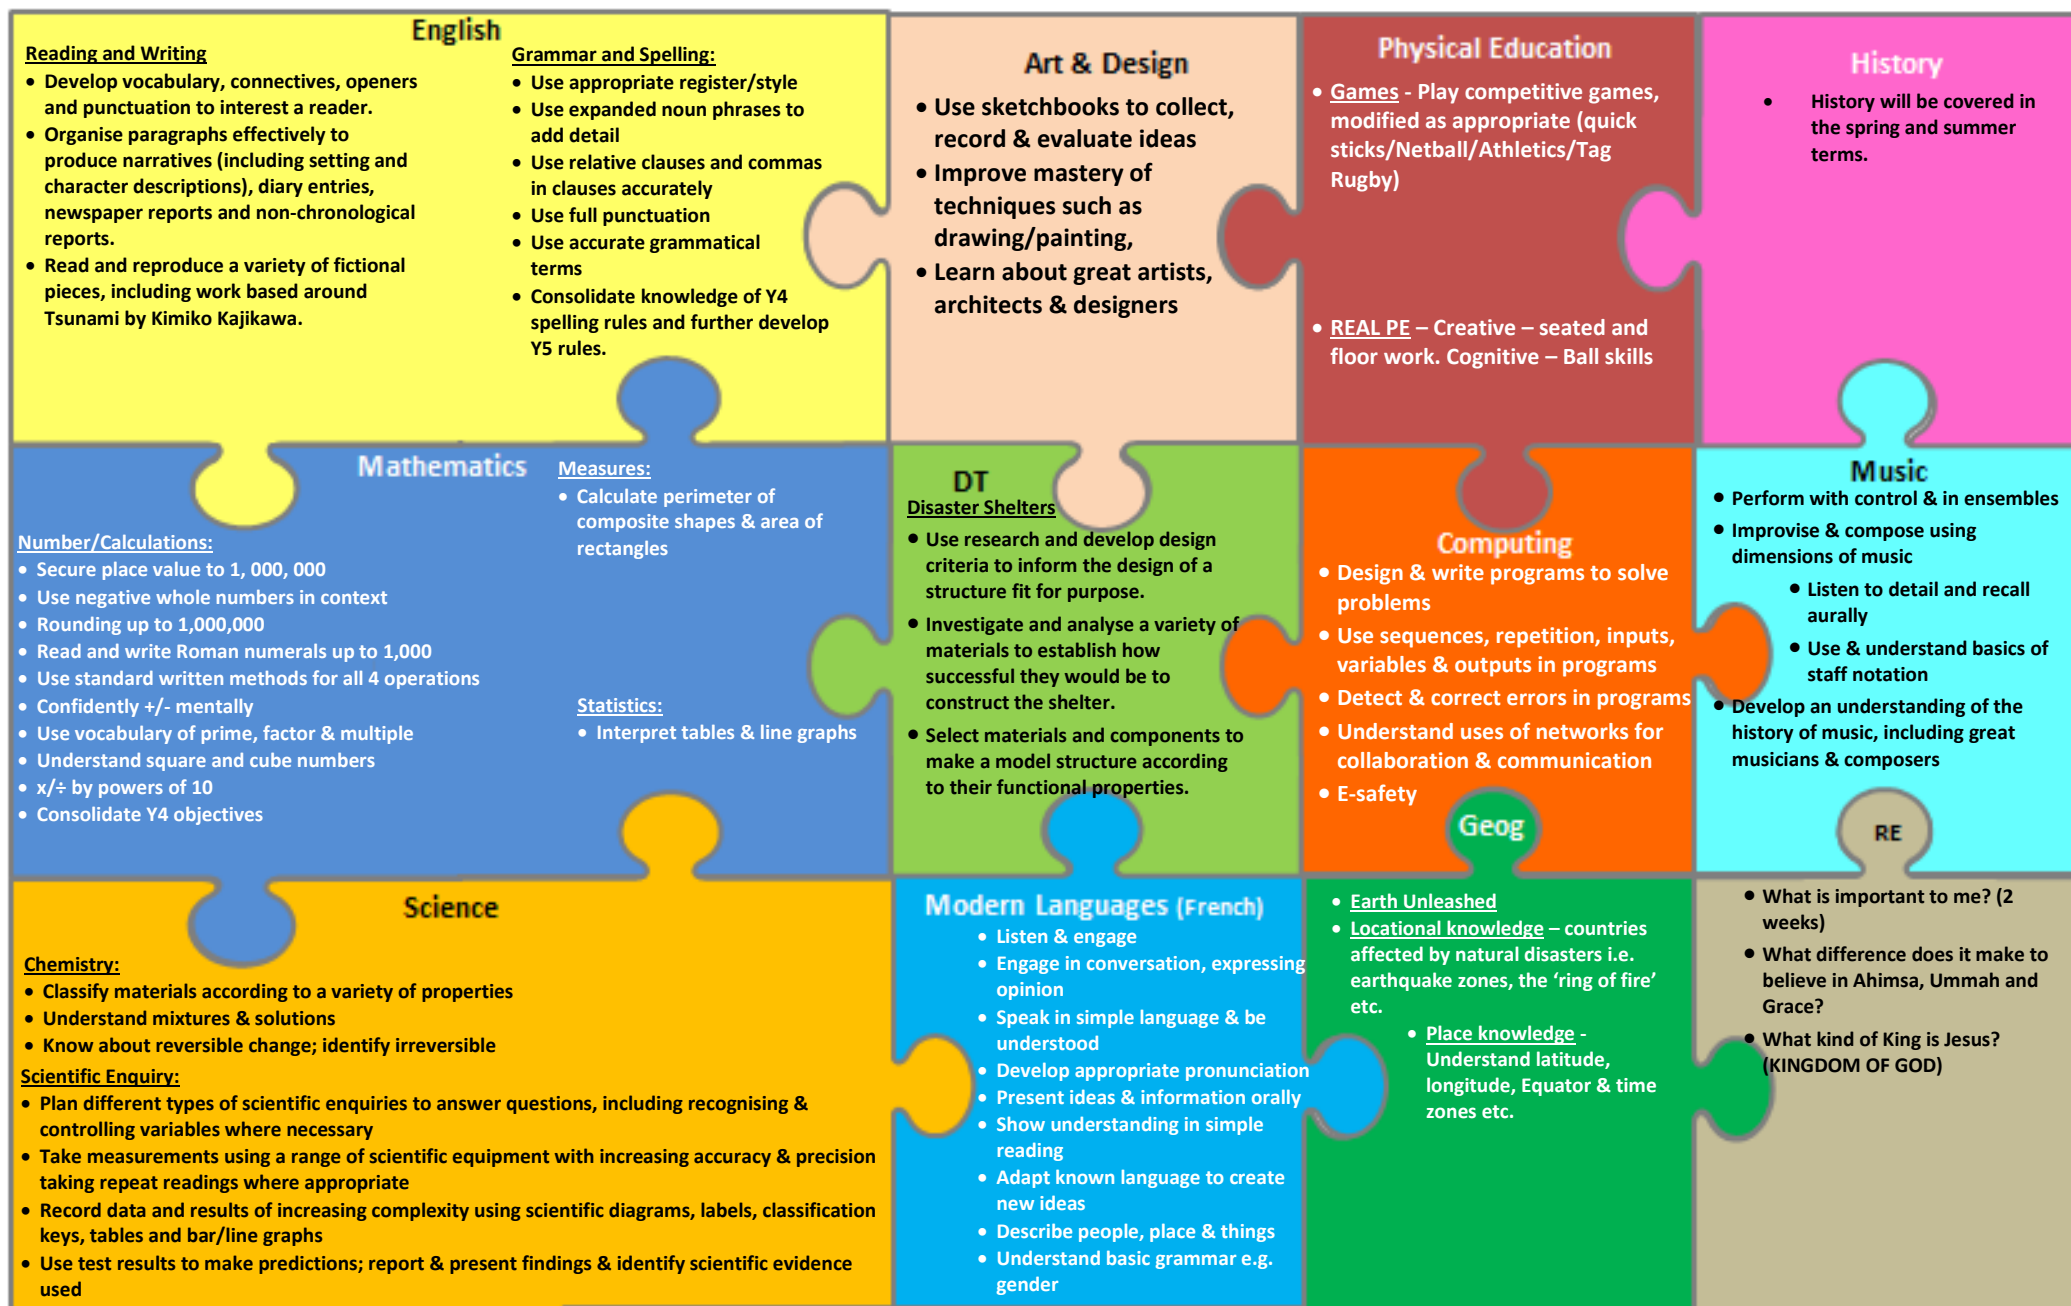 English
Reading and Writing
• Develop vocabulary, connectives, openers
and punctuation to interest a reader.
• Organise paragraphs effectively to
produce narratives (including setting and
character descriptions), diary entries,
newspaper reports and non-chronological
reports.
• Read and reproduce a variety of fictional
pieces, including work based around
Tsunami by Kimiko Kajikawa.
Grammar and Spelling:
• Use appropriate register/style
• Use expanded noun phrases to
add detail
• Use relative clauses and commas
in clauses accurately
• Use full punctuation
• Use accurate grammatical
terms
• Consolidate knowledge of Y4
spelling rules and further develop
Y5 rules.
Art & Design
• Use sketchbooks to collect,
record & evaluate ideas
• Improve mastery of
techniques such as
drawing/painting,
• Learn about great artists,
architects & designers
Physical Education
• Games - Play competitive games,
modified as appropriate (quick
sticks/Netball/Athletics/Tag
Rugby)
• REAL PE – Creative – seated and
floor work. Cognitive – Ball skills
History
• History will be covered in
the spring and summer
terms.
Mathematics
Number/Calculations:
• Secure place value to 1, 000, 000
• Use negative whole numbers in context
• Rounding up to 1,000,000
• Read and write Roman numerals up to 1,000
• Use standard written methods for all 4 operations
• Confidently +/- mentally
• Use vocabulary of prime, factor & multiple
• Understand square and cube numbers
• x/÷ by powers of 10
• Consolidate Y4 objectives
Measures:
• Calculate perimeter of
composite shapes & area of
rectangles
Statistics:
• Interpret tables & line graphs
DT
Disaster Shelters
• Use research and develop design
criteria to inform the design of a
structure fit for purpose.
• Investigate and analyse a variety of
materials to establish how
successful they would be to
construct the shelter.
• Select materials and components to
make a model structure according
to their functional properties.
Computing
• Design & write programs to solve
problems
• Use sequences, repetition, inputs,
variables & outputs in programs
• Detect & correct errors in programs
• Understand uses of networks for
collaboration & communication
• E-safety
Music
• Perform with control & in ensembles
• Improvise & compose using
dimensions of music
• Listen to detail and recall
aurally
• Use & understand basics of
staff notation
• Develop an understanding of the
history of music, including great
musicians & composers
Science
Chemistry:
• Classify materials according to a variety of properties
• Understand mixtures & solutions
• Know about reversible change; identify irreversible
Scientific Enquiry:
• Plan different types of scientific enquiries to answer questions, including recognising &
controlling variables where necessary
• Take measurements using a range of scientific equipment with increasing accuracy & precision
taking repeat readings where appropriate
• Record data and results of increasing complexity using scientific diagrams, labels, classification
keys, tables and bar/line graphs
• Use test results to make predictions; report & present findings & identify scientific evidence
used
Modern Languages (French)
• Listen & engage
• Engage in conversation, expressing
opinion
• Speak in simple language & be
understood
• Develop appropriate pronunciation
• Present ideas & information orally
• Show understanding in simple
reading
• Adapt known language to create
new ideas
• Describe people, place & things
• Understand basic grammar e.g.
gender
Geog
• Earth Unleashed
• Locational knowledge – countries
affected by natural disasters i.e.
earthquake zones, the ‘ring of fire’
etc.
• Place knowledge -
Understand latitude,
longitude, Equator & time
zones etc.
RE
• What is important to me? (2
weeks)
• What difference does it make to
believe in Ahimsa, Ummah and
Grace?
• What kind of King is Jesus?
(KINGDOM OF GOD)